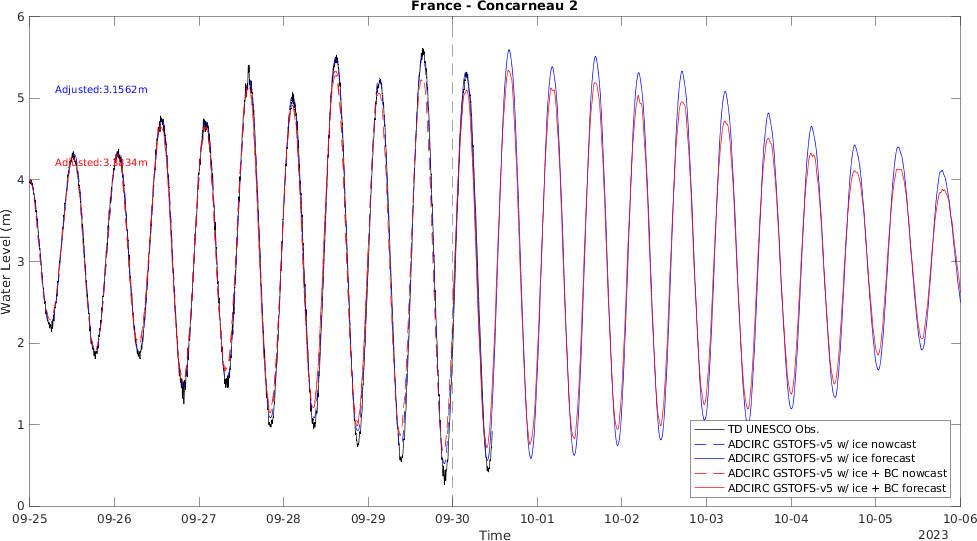 France - Concarneau 2
6
5
4
3
2
1
0
Water Level (m)
Adjusted:3.1562m
TD UNESCO Obs.
ADCIRC GSTOFS-v5 w/ ice nowcast
ADCIRC GSTOFS-v5 w/ ice forecast
ADCIRC GSTOFS-v5 w/ ice + BC nowcast
ADCIRC GSTOFS-v5 w/ ice + BC forecast
09-25 09-26 09-27 09-28 09-29 09-30 10-01 10-02 10-03 10-04 10-05 10-06
Time
2023